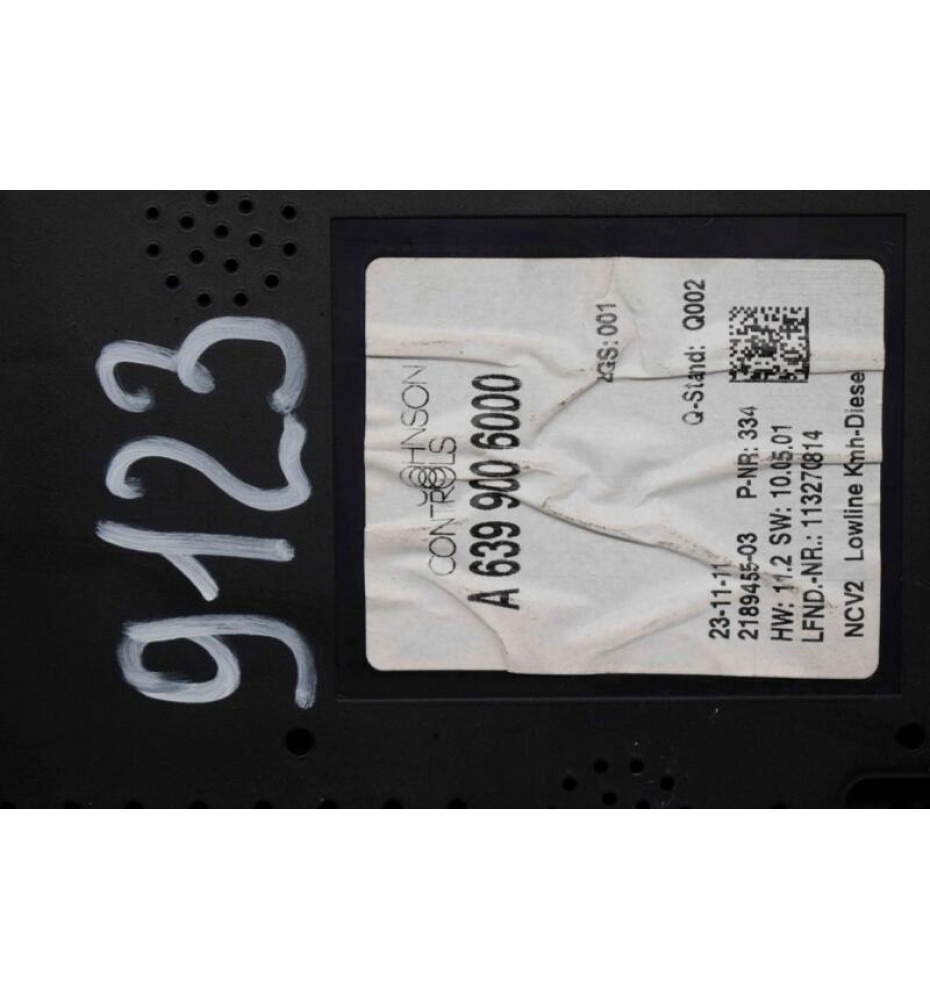 9123
JOHNSON
CONTROLS
A 639 900 6000
ZGS: 001
Q-Stand: Q002
23-11-11
2189455-03 P-NR: 334
HW: 11.2 SW: 10.05.01
LFND.-NR.: 113270814
NCV2 Lowline Kmh-Diesel